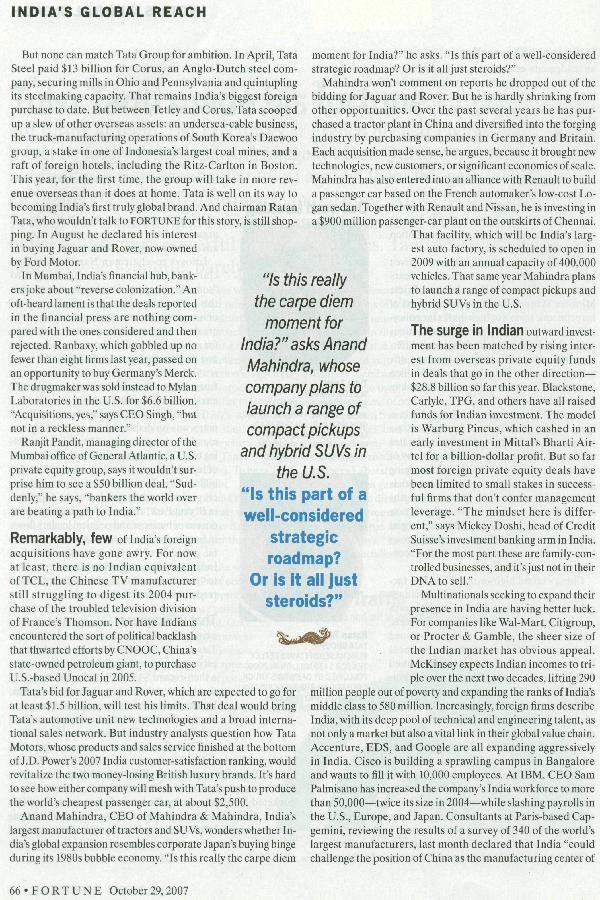 INDIA'S GLOBAL REACH
But none can match Tata Group for ambition. In April, Tata
Steel paid $13 billion for Corus, an Anglo-Dutch steel com-
pany, securing mills in Ohio and Pennsylvania and quintupling
its steelmaking capacity. That remains India's biggest foreign
purchase to date. But between Tetley and Corus, Tata scooped
up a slew of other overseas assets: an undersea-cable business,
the truck-manufacturing operations of South Korea's Daewoo
group, a stake in one of Indonesia's largest coal mines, and a
raft of foreign hotels, including the Ritz-Carlton in Boston.
This year, for the first time, the group will take in more rev-
enue overseas than it does at home. Tata is well on its way to
becoming India's first truly global brand. And chairman Ratan
Tata, who wouldn't talk to FORTUNE for this story, is still shop-
ping. In August he declared his interest
in buying Jaguar and Rover, now owned
by Ford Motor.
In Mumbai, India's financial hub, bank-
ers joke about "reverse colonization." An
oft-heard lament is that the deals reported
in the financial press are nothing com-
pared with the ones considered and then
rejected. Ranbaxy, which gobbled up no
fewer than eight firms last year, passed on
an opportunity to buy Germany's Merck.
The drugmaker was sold instead to Mylan
Laboratories in the U.S. for $6.6 billion.
"Acquisitions, yes," says CEO Singh, "but
not in a reckless manner."
Ranjit Pandit, managing director of the
Mumbai office of General Atlantic, a U.S.
private equity group, says it wouldn't sur-
prise him to see a $50 billion deal. "Sud-
denly," he says, "bankers the world over
are beating a path to India."
Remarkably, few of India's foreign
acquisitions have gone awry. For now
at least, there is no Indian equivalent
of TCL, the Chinese TV manufacturer
still struggling to digest its 2004 pur-
chase of the troubled television division
of France's Thomson. Nor have Indians
encountered the sort of political backlash
that thwarted efforts by CNOOC, China's
state-owned petroleum giant, to purchase
U.S.-based Unocal in 2005.
Tata's bid for Jaguar and Rover, which are expected to go for
at least $1.5 billion, will test his limits. That deal would bring
Tata's automotive unit new technologies and a broad interna-
tional sales network. But industry analysts question how Tata
Motors, whose products and sales service finished at the bottom
of J.D. Power's 2007 India customer-satisfaction ranking, would
revitalize the two money-losing British luxury brands. It's hard
to see how either company will mesh with Tata's push to produce
the world's cheapest passenger car, at about $2,500.
Anand Mahindra, CEO of Mahindra & Mahindra, India's
largest manufacturer of tractors and SUVs, wonders whether In-
dia's global expansion resembles corporate Japan's buying binge
during its 1980s bubble economy. "Is this really the carpe diem
"Is this really
the carpe diem
moment for
India?" asks Anand
Mahindra, whose
company plans to
launch a range of
compact pickups
and hybrid SUVs in
the U.S.
"Is this part of a
well-considered
strategic
roadmap?
Or is it all just
steroids?"
moment for India?" he asks. "Is this part of a well-considered
strategic roadmap? Or is it all just steroids?"
Mahindra won't comment on reports he dropped out of the
bidding for Jaguar and Rover. But he is hardly shrinking from
other opportunities. Over the past several years he has pur-
chased a tractor plant in China and diversified into the forging
industry by purchasing companies in Germany and Britain.
Each acquisition made sense, he argues, because it brought new
technologies, new customers, or significant economies of scale.
Mahindra has also entered into an alliance with Renault to build
a passenger car based on the French automaker's low-cost Lo-
gan sedan. Together with Renault and Nissan, he is investing in
a $900 million passenger-car plant on the outskirts of Chennai.
That facility, which will be India's larg-
est auto factory, is scheduled to open in
2009 with an annual capacity of 400,000
vehicles. That same year Mahindra plans
to launch a range of compact pickups and
hybrid SUVs in the U.S.
The surge in Indian outward invest-
ment has been matched by rising inter-
est from overseas private equity funds
in deals that go in the other direction—
$28.8 billion so far this year. Blackstone,
Carlyle, TPG, and others have all raised
funds for Indian investment. The model
is Warburg Pincus, which cashed in an
early investment in Mittal's Bharti Air-
tel for a billion-dollar profit. But so far
most foreign private equity deals have
been limited to small stakes in success-
ful firms that don't confer management
leverage. "The mindset here is differ-
ent," says Mickey Doshi, head of Credit
Suisse's investment banking arm in India.
"For the most part these are family-con-
trolled businesses, and it's just not in their
DNA to sell."
Multinationals seeking to expand their
presence in India are having better luck.
For companies like Wal-Mart, Citigroup,
or Procter & Gamble, the sheer size of
the Indian market has obvious appeal.
McKinsey expects Indian incomes to tri-
ple over the next two decades, lifting 290
million people out of poverty and expanding the ranks of India's
middle class to 580 million. Increasingly, foreign firms describe
India, with its deep pool of technical and engineering talent, as
not only a market but also a vital link in their global value chain.
Accenture, EDS, and Google are all expanding aggressively
in India. Cisco is building a sprawling campus in Bangalore
and wants to fill it with 10,000 employees. At IBM, CEO Sam
Palmisano has increased the company's India workforce to more
than 50,000—twice its size in 2004—while slashing payrolls in
the U.S., Europe, and Japan. Consultants at Paris-based Cap-
gemini, reviewing the results of a survey of 340 of the world's
largest manufacturers, last month declared that India "could
challenge the position of China as the manufacturing center of
66 • FORTUNE October 29, 2007